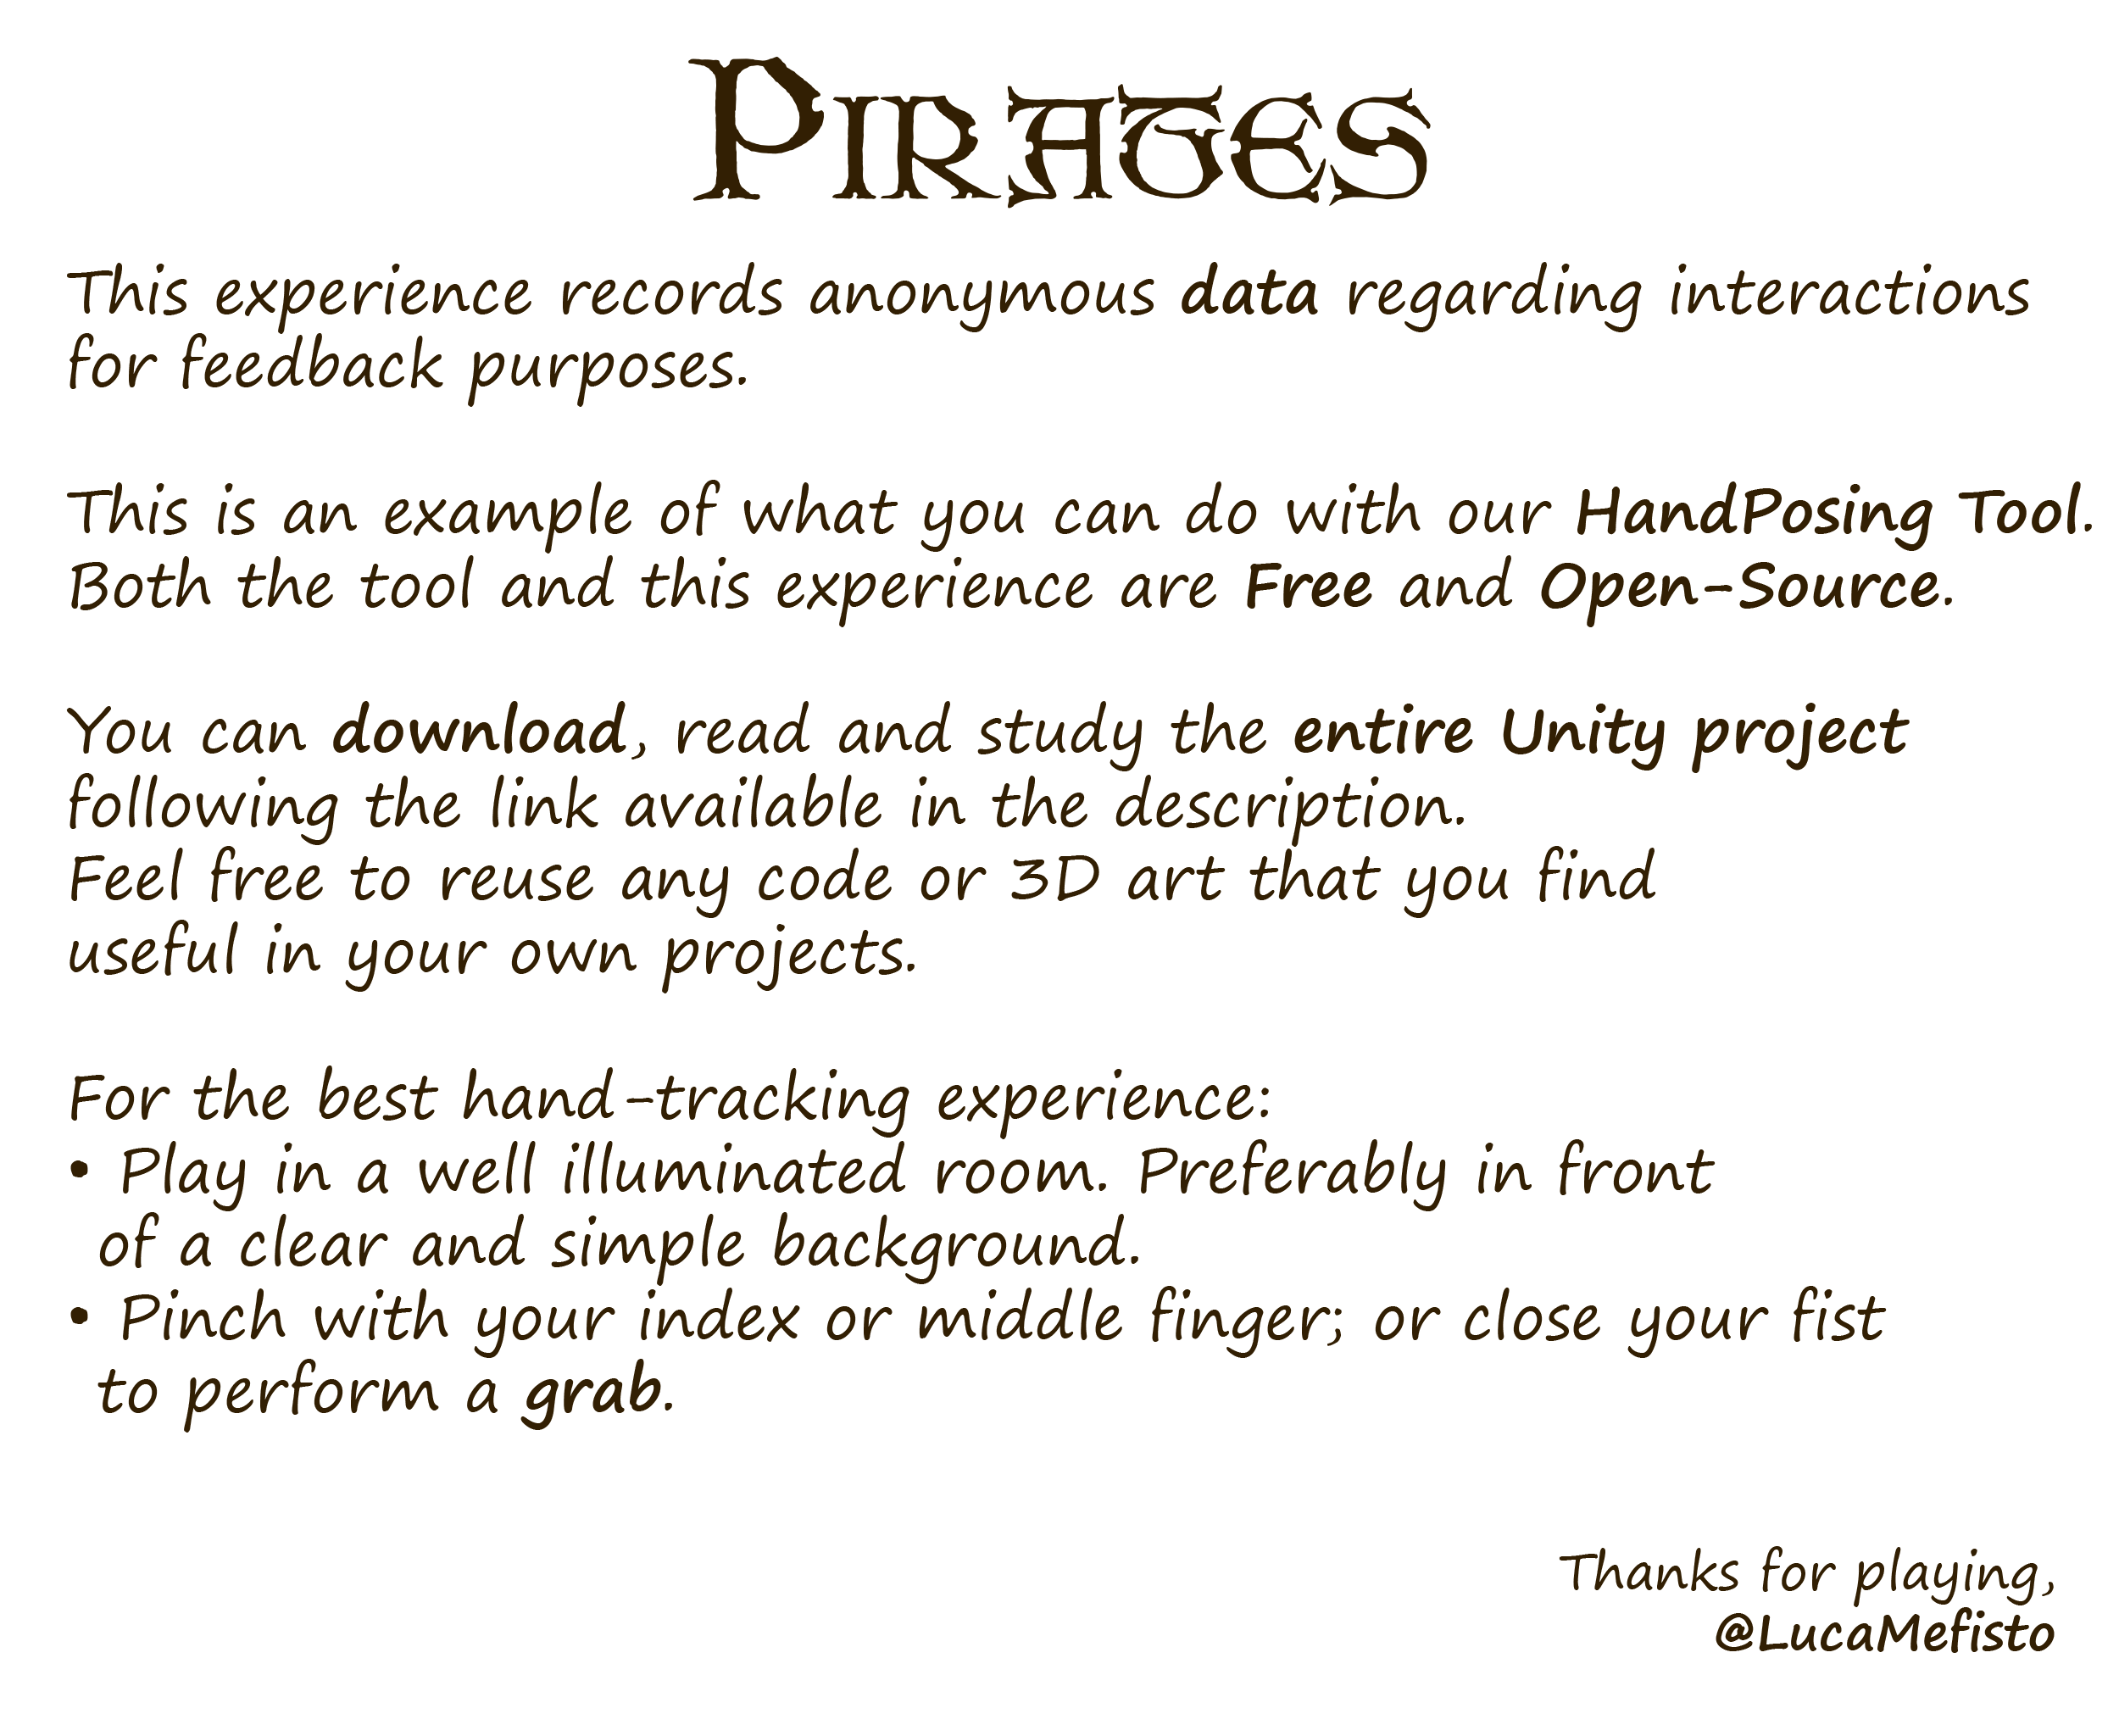 PIRATES
This experience records anonymous data regarding interactions
for feedback purposes.
This is an example of what you can do with our HandPosing Tool.
Both the tool and this experience are Free and Open-Source.
You can download, read and study the entire Unity project
following the link available in the description.
Feel free to reuse any code or 3D art that you find
useful in your own projects.
For the best hand-tracking experience:
• Play in a well illuminated room. Preferably in front
of a clear and simple background.
• Pinch with your index or middle finger; or close your fist
to perform a grab.
Thanks for playing,
@LucaMefisto